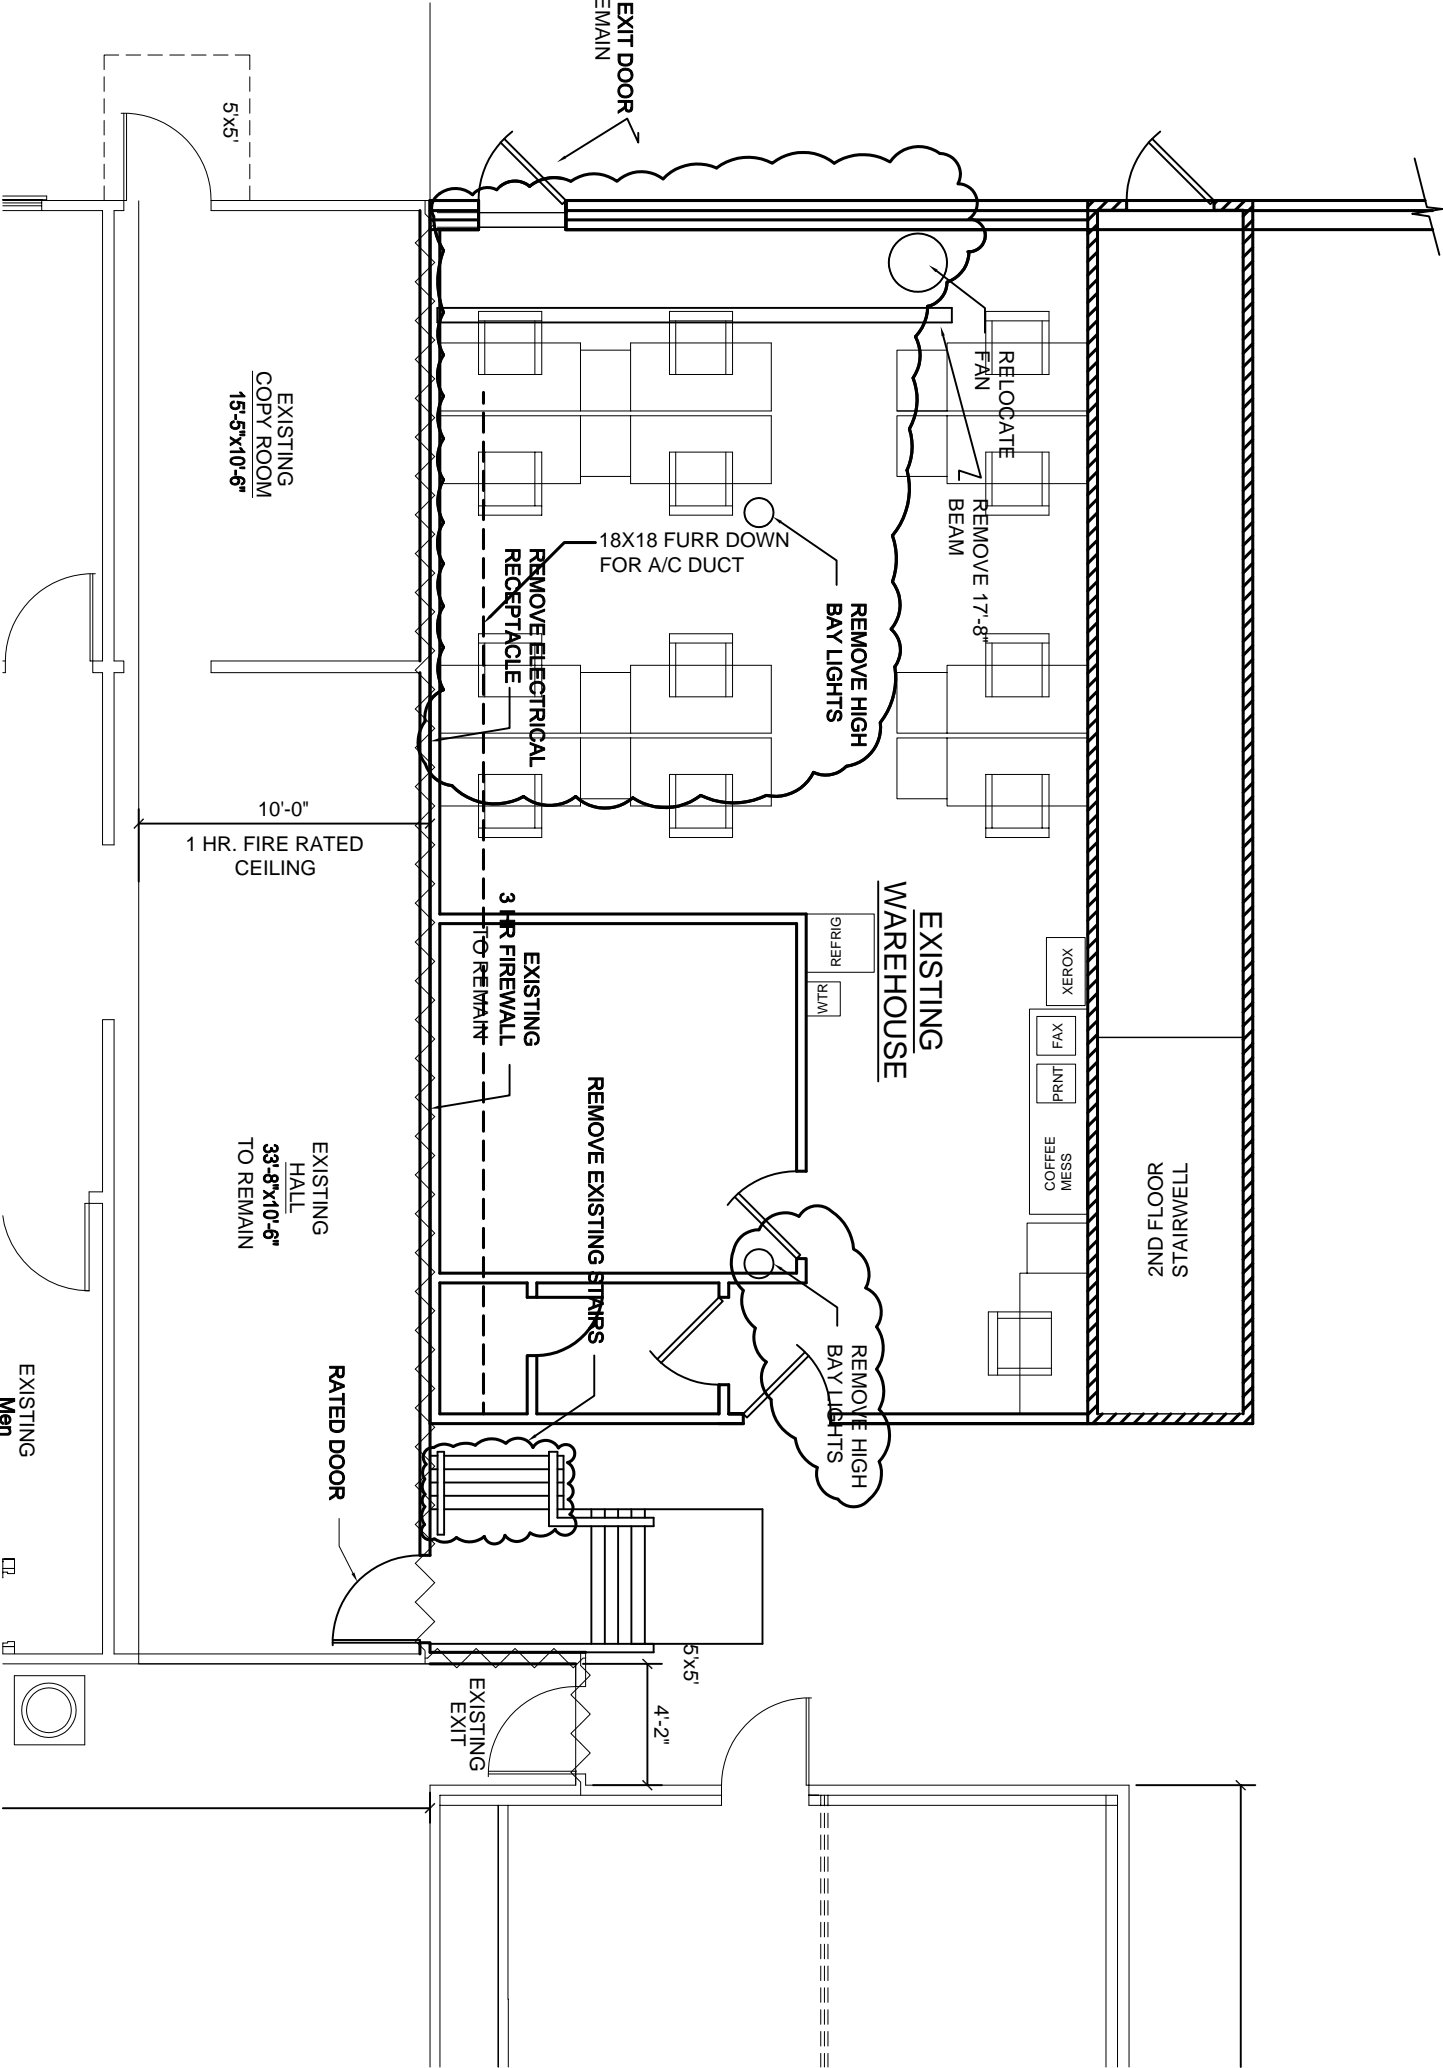 EXIT DOOR
EMAIN
5'x5'
EXISTING
COPY ROOM
15'-5"x10'-6"
RELOCATE
FAN
REMOVE 17'-8"
BEAM
18X18 FURR DOWN
FOR A/C DUCT
REMOVE ELECTRICAL
RECEPTACLE
REMOVE HIGH
BAY LIGHTS
10'-0"
1 HR. FIRE RATED
CEILING
EXISTING
3 HR FIREWALL
TO REMAIN
EXISTING
WAREHOUSE
REFRIG
WTR
XEROX
FAX
PRNT
COFFEE
MESS
2ND FLOOR
STAIRWELL
REMOVE EXISTING STAIRS
EXISTING
HALL
33'-8"x10'-6"
TO REMAIN
REMOVE HIGH
BAY LIGHTS
RATED DOOR
EXISTING
Men
5'x5'
4'-2"
EXISTING
EXIT